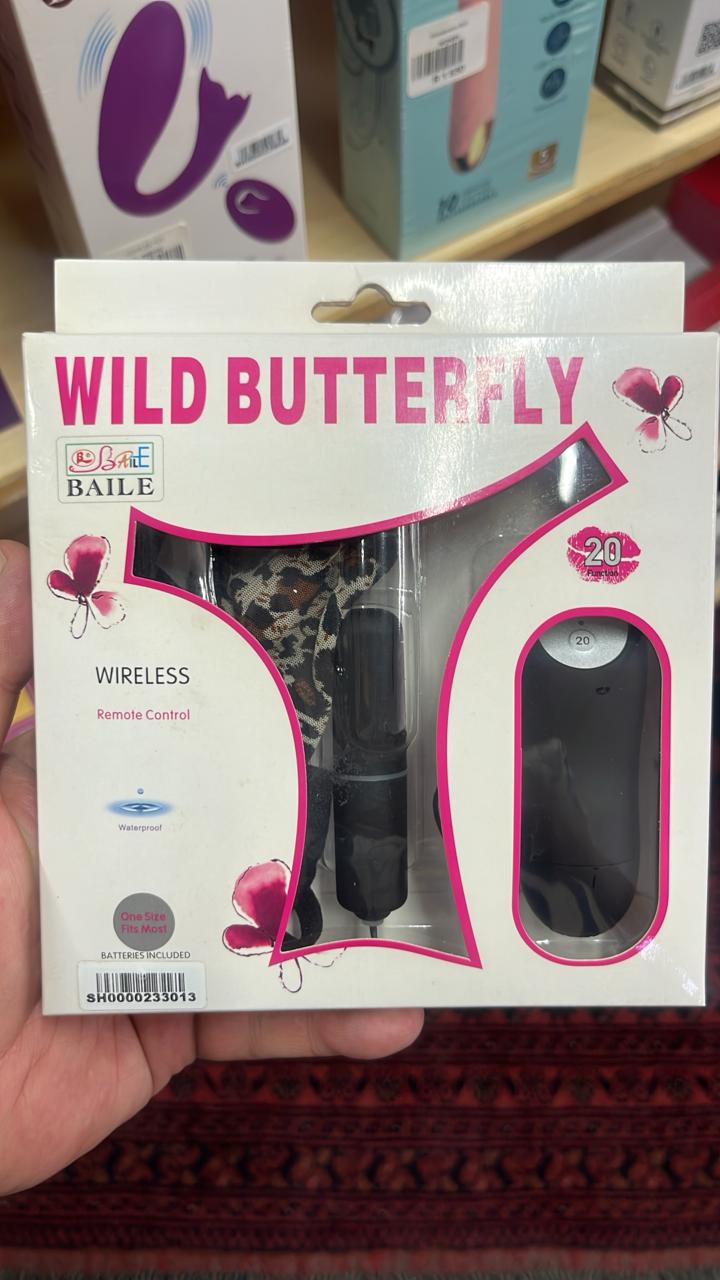 WILD BUTTERFLY
BAILE
BAILE
20
Function
20
WIRELESS
Remote Control
Waterproof
One Size
Fits Most
BATTERIES INCLUDED
SH0000233013